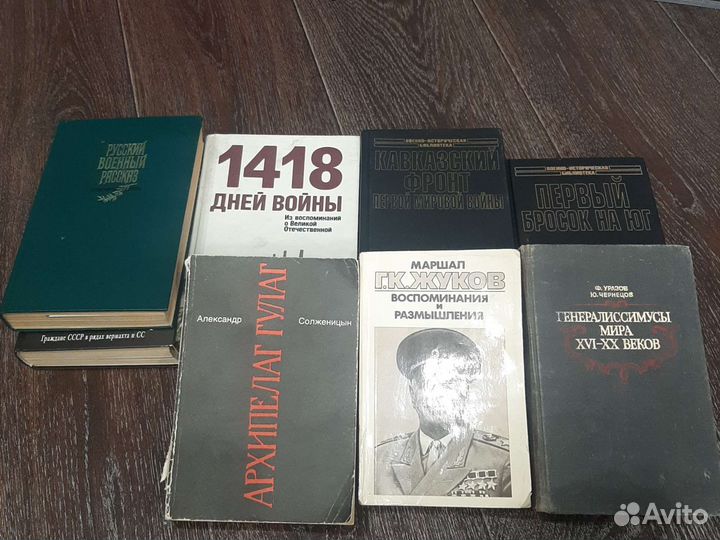 РУССКИЙ
ВОЕННЫЙ
РАССКАЗ
Граждане СССР в рядах вермахта и СС
1418
ДНЕЙ ВОЙНЫ
Из воспоминаний
о Великой
Отечественной
ВОЕННО-ИСТОРИЧЕСКАЯ
БИБЛИОТЕКА
КАВКАЗСКИЙ
ФРОНТ
ПЕРВОЙ МИРОВОЙ ВОЙНЫ
ВОЕННО-ИСТОРИЧЕСКАЯ
БИБЛИОТЕКА
ПЕРВЫЙ
БРОСОК НА ЮГ
Александр Солженицын
АРХИПЕЛАГ ГУЛАГ
МАРШАЛ
Г.К. ЖУКОВ
ВОСПОМИНАНИЯ
И
РАЗМЫШЛЕНИЯ
Ф. УРАЗОВ
Ю. ЧЕРНЕЦОВ
ГЕНЕРАЛИССИМУСЫ
МИРА
XVI-XX ВЕКОВ
Avito